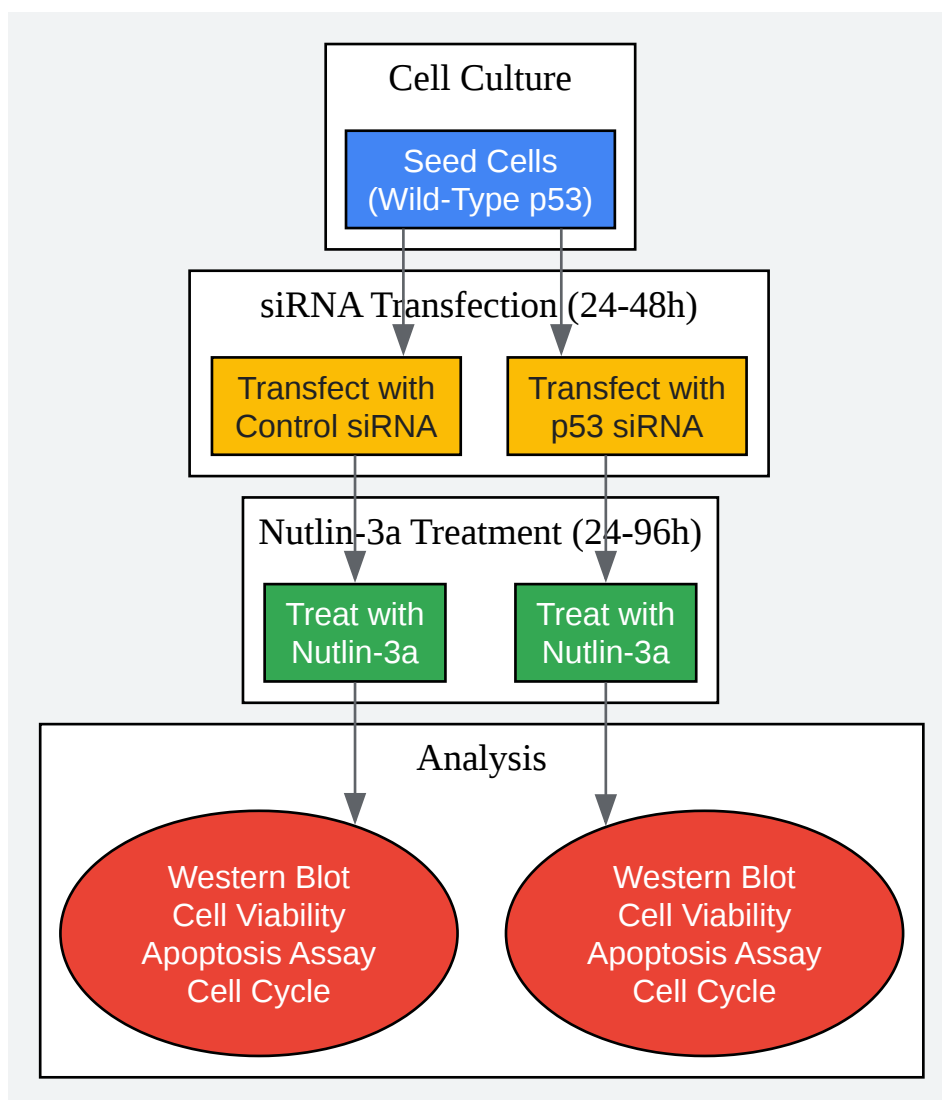 Cell Culture
Seed Cells
(Wild-Type p53)
siRNA Transfection (24-48h)
Transfect with
Control siRNA
Transfect with
p53 siRNA
Nutlin-3a Treatment (24-96h)
Treat with
Nutlin-3a
Treat with
Nutlin-3a
Analysis
Western Blot
Cell Viability
Apoptosis Assay
Cell Cycle
Western Blot
Cell Viability
Apoptosis Assay
Cell Cycle